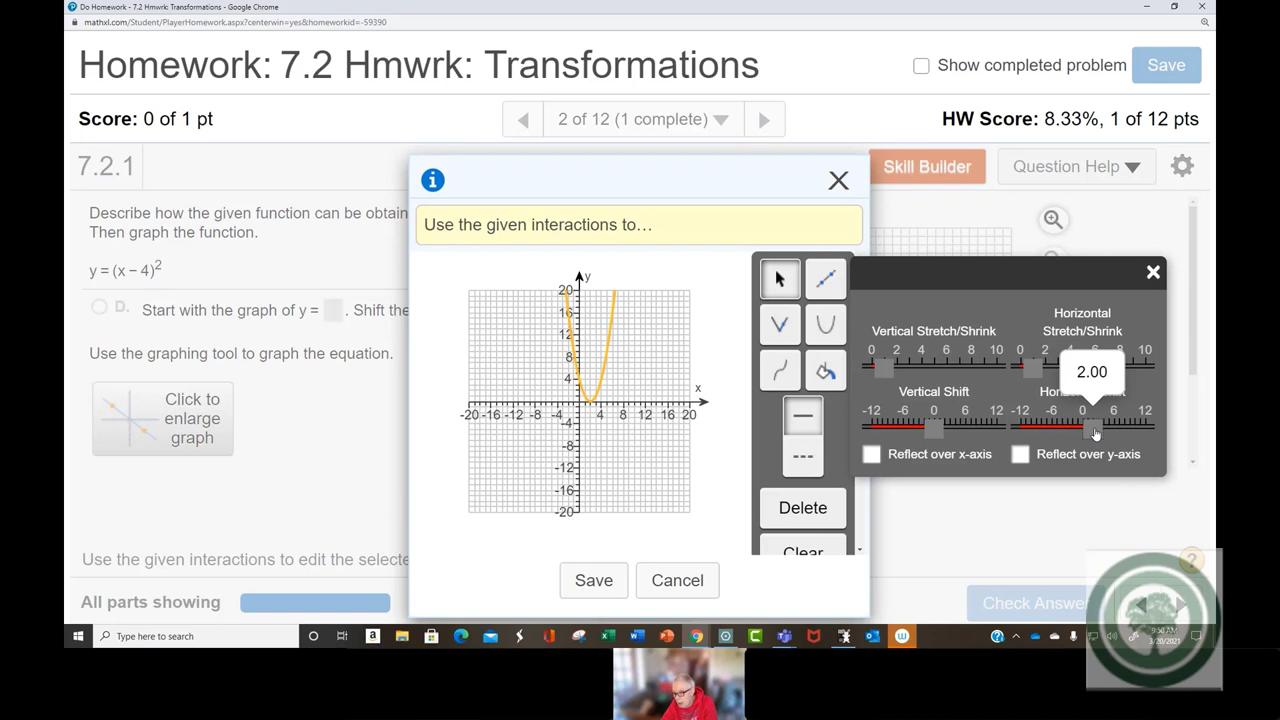 Do Homework - 7.2 Hmwrk: Transformations - Google Chrome
mathxl.com/Student/PlayerHomework.aspx?centerwin=yes&homeworkid=-59390
Homework: 7.2 Hmwrk: Transformations
Show completed problem
Save
Score: 0 of 1 pt
2 of 12 (1 complete)
HW Score: 8.33%, 1 of 12 pts
7.2.1
Skill Builder
Question Help
Describe how the given function can be obtain
Then graph the function.
y = (x – 4)2
D. Start with the graph of y = . Shift the
Use the graphing tool to graph the equation.
Click to
enlarge
graph
Use the given interactions to edit the selecte
All parts showing
Check Answe
i
Use the given interactions to…
y
20
16
12
8
4
x
-20 -16 -12 -8 -4 4 8 12 16 20
-4
-8
-12
-16
-20
Delete
Clear
Save
Cancel
Vertical Stretch/Shrink
0 2 4 6 8 10
Horizontal
Stretch/Shrink
0 2 8 10
2.00
Vertical Shift
-12 -6 0 6 12
-12 -6 0 6 12
Reflect over x-axis
Reflect over y-axis
?
Type here to search
9:50 AM
3/20/2021